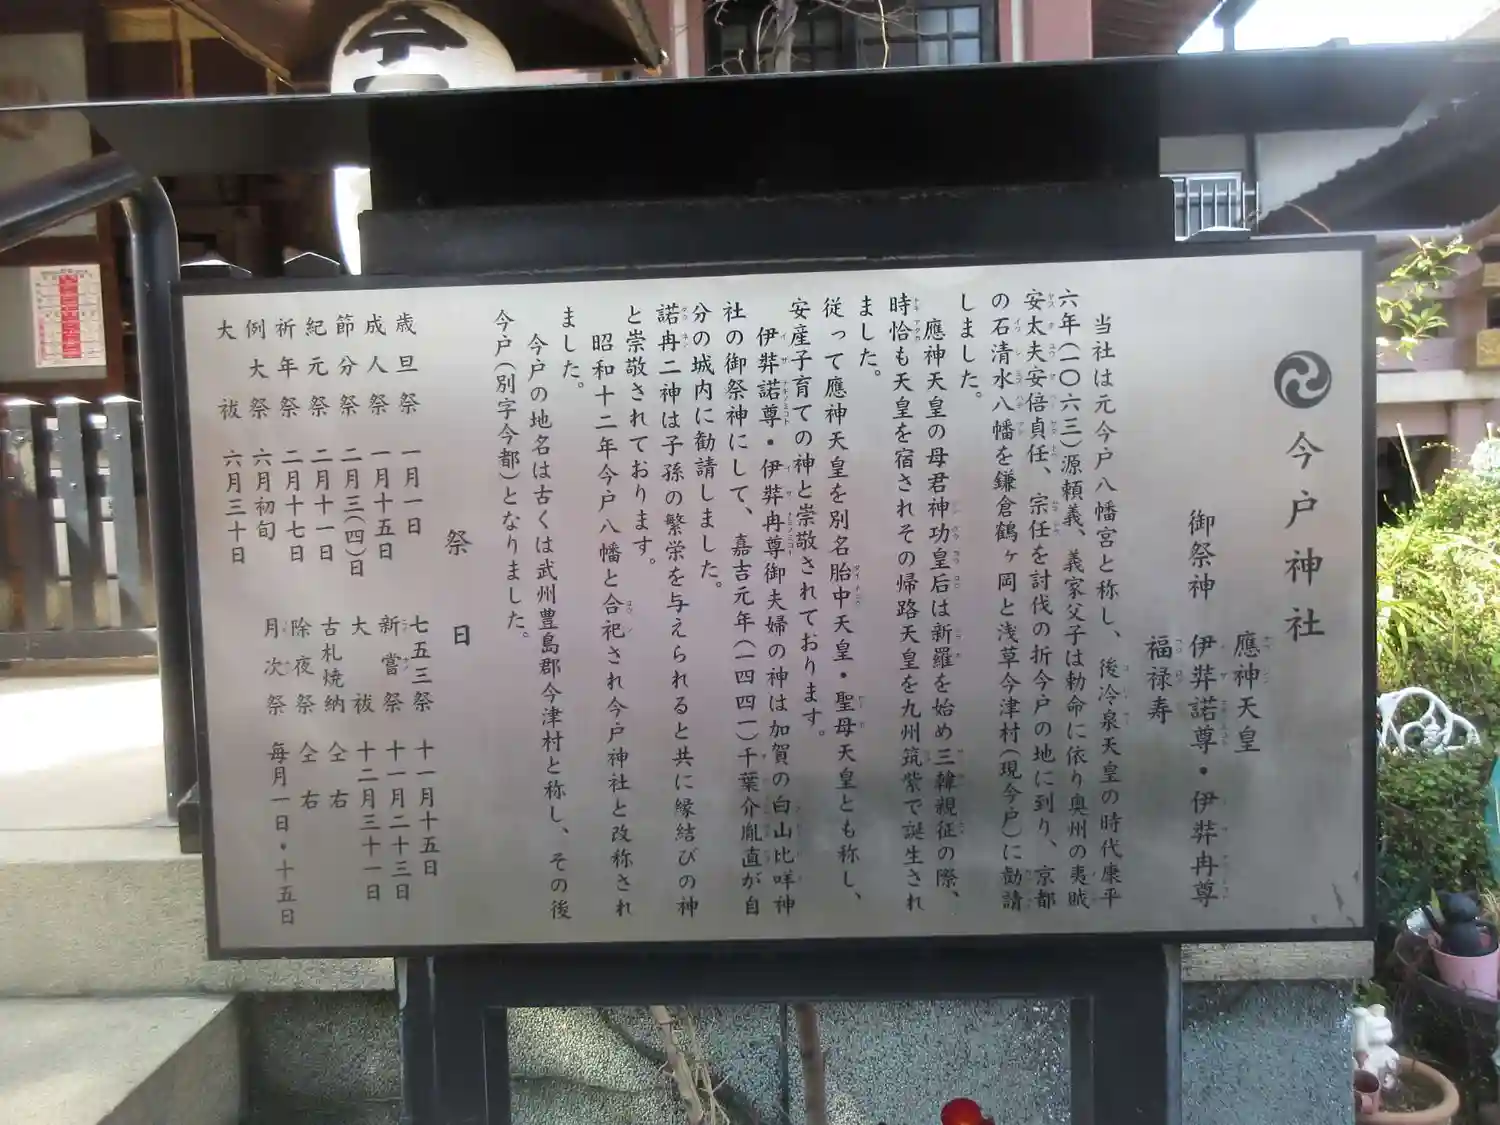 今戸神社
御祭神
應神天皇
伊弉諾尊・伊弉冉尊
福禄寿
当社は元今戸八幡宮と称し、後冷泉天皇の時代康平
六年(一〇六三)源頼義、義家父子は勅命に依り奥州の夷賊
安太夫安倍貞任、宗任を討伐の折今戸の地に到り、京都
の石清水八幡を鎌倉鶴ヶ岡と浅草今津村(現今戸)に勧請
しました。
應神天皇の母君神功皇后は新羅を始め三韓親征の際、
時恰も天皇を宿されその帰路天皇を九州筑紫で誕生され
ました。
従って應神天皇を別名胎中天皇・聖母天皇とも称し、
安産子育ての神と崇敬されております。
伊弉諾尊・伊弉冉尊御夫婦の神は加賀の白山比咩神
社の御祭神にして、嘉吉元年(一四四一)千葉介胤直が自
分の城内に勧請しました。
諾冉二神は子孫の繁栄を与えられると共に縁結びの神
と崇敬されております。
昭和十二年今戸八幡と合祀され今戸神社と改称され
ました。
今戸の地名は古くは武州豊島郡今津村と称し、その後
今戸(別字今都)となりました。
祭日
歳旦祭 一月一日
成人祭 一月十五日
節分祭 二月三(四)日
紀元祭 二月十一日
祈年祭 二月十七日
例大祭 六月初旬
大祓 六月三十日
七五三祭 十一月十五日
新嘗祭 十一月二十三日
大祓 十二月三十一日
古札焼納 仝右
除夜祭 仝右
月次祭 毎月一日・十五日
今